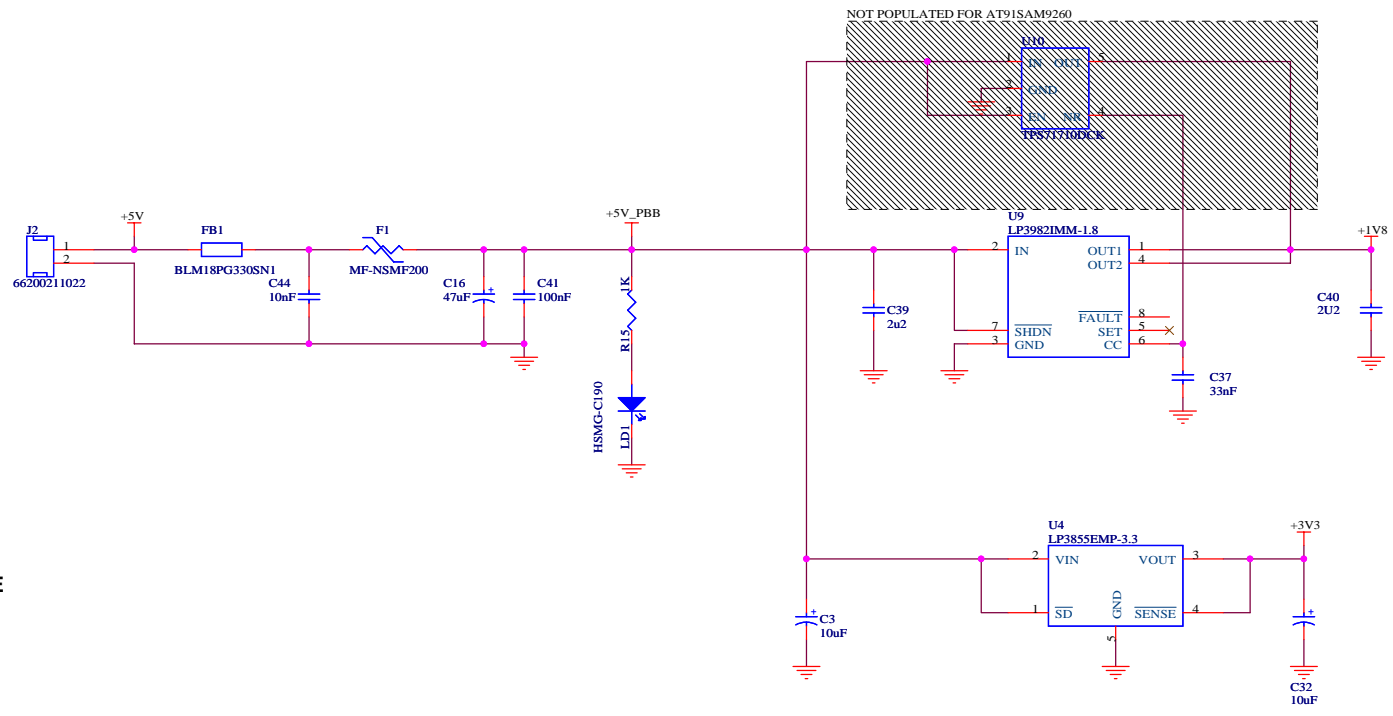 NOT POPULATED FOR AT91SAM9260
U10
1 IN OUT 5
2 GND
3 EN NR 4
TPS71710DCK
+5V
+5V_PBB
J2
1
2
66200211022
FB1
BLM18PG330SN1
F1
MF-NSMF200
C44
10nF
C16
47uF
+
C41
100nF
1K
R15
HSMG-C190
LD1
U9
LP3982IMM-1.8
2 IN OUT1 1
OUT2 4
FAULT 8
7 SHDN SET 5
3 GND CC 6
+1V8
C39
2u2
C40
2U2
C37
33nF
U4
LP3855EMP-3.3
+3V3
2 VIN VOUT 3
1 SD GND SENSE 4
5
+
C3
10uF
+
C32
10uF
E